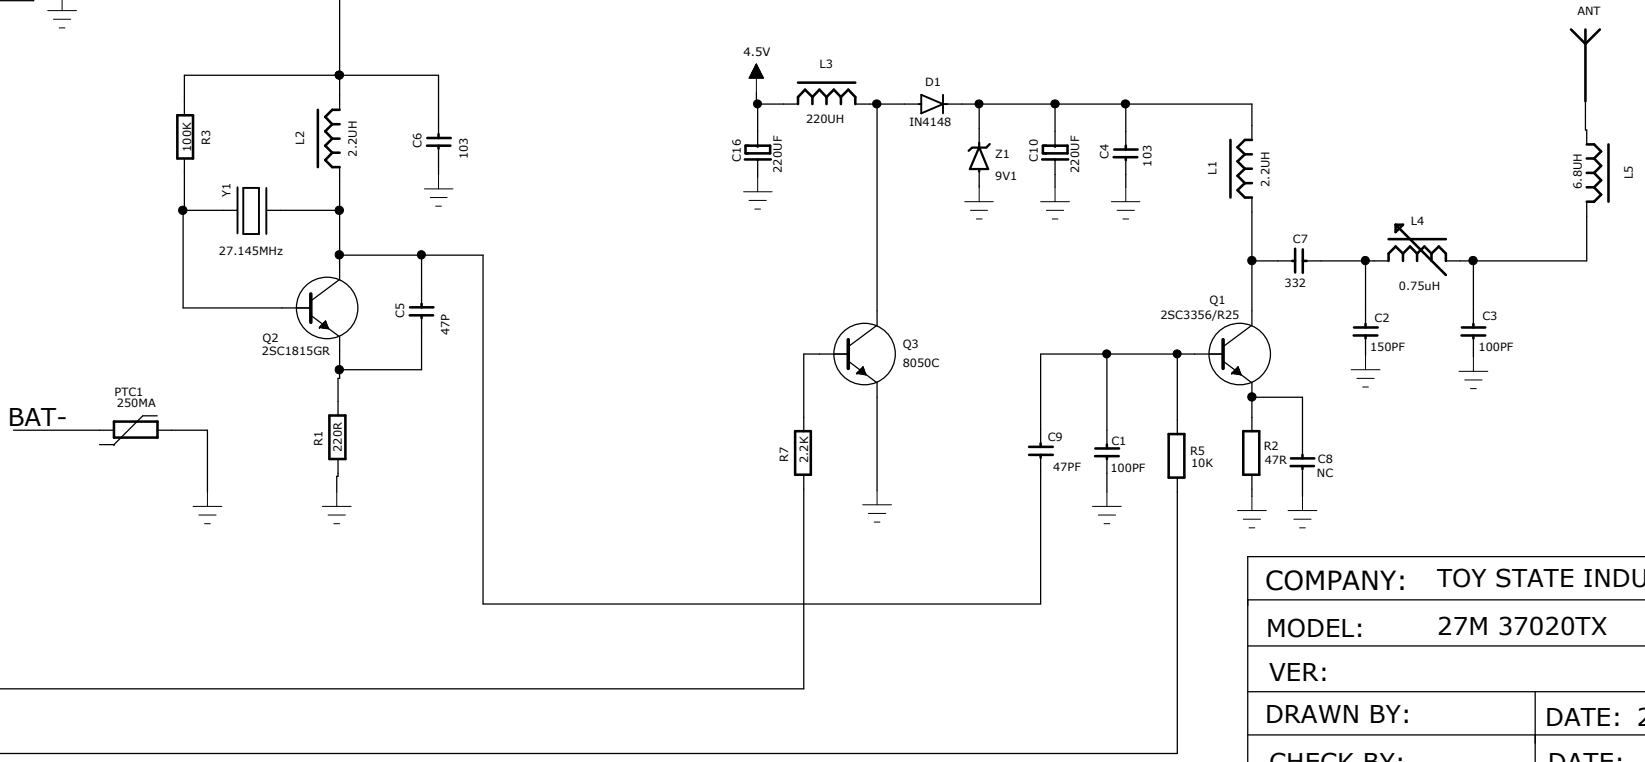 ANT
4.5V
L3
220UH
D1
IN4148
C16
220UF
Z1
9V1
C10
220UF
C4
103
L1
2.2UH
6.8UH
L5
100K
R3
L2
2.2UH
C6
103
Y1
27.145MHz
C7
332
L4
0.75uH
C2
150PF
C3
100PF
Q1
2SC3356/R25
C5
47P
Q2
2SC1815GR
Q3
8050C
PTC1
250MA
BAT-
R1
220R
R7
2.2K
C9
47PF
C1
100PF
R5
10K
R2
47R
C8
NC
COMPANY: TOY STATE INDU
MODEL: 27M 37020TX
VER:
DRAWN BY: DATE: 2
CHECK BY: DATE: